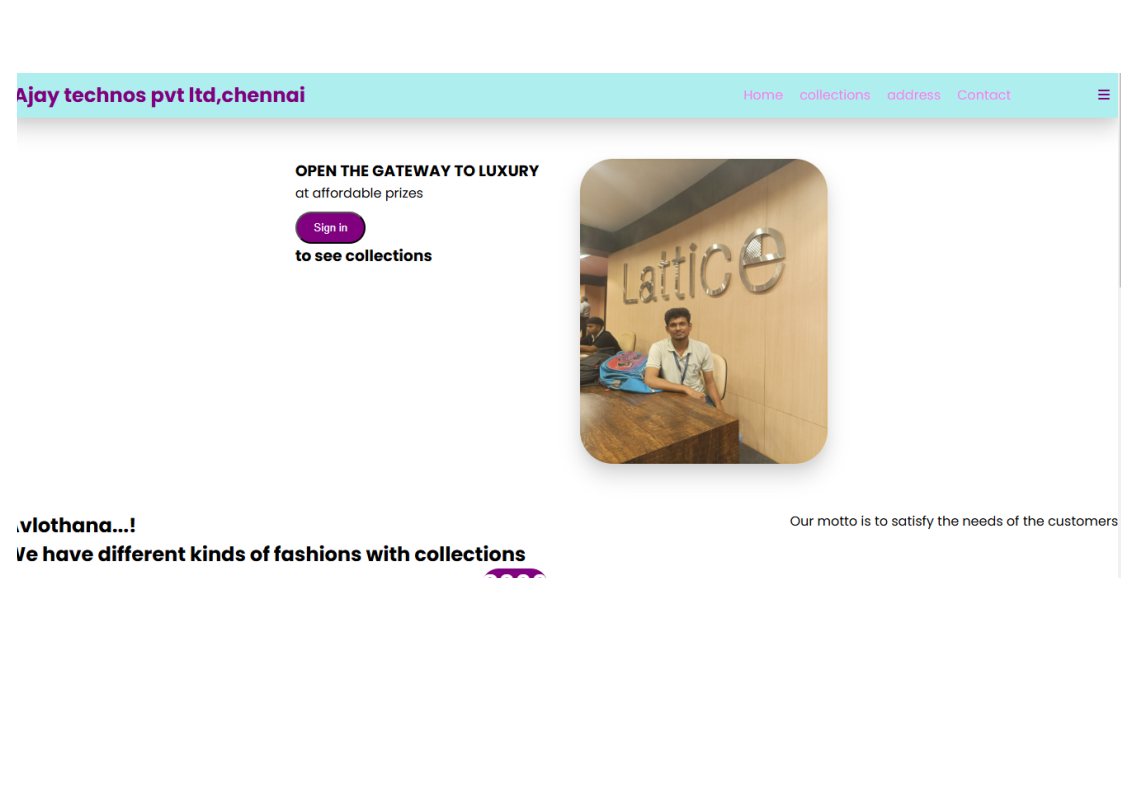 Ajay technos pvt ltd,chennai
Home collections address Contact
OPEN THE GATEWAY TO LUXURY
at affordable prizes
Sign in
to see collections
Lattice
Our motto is to satisfy the needs of the customers
We have different kinds of fashions with collections